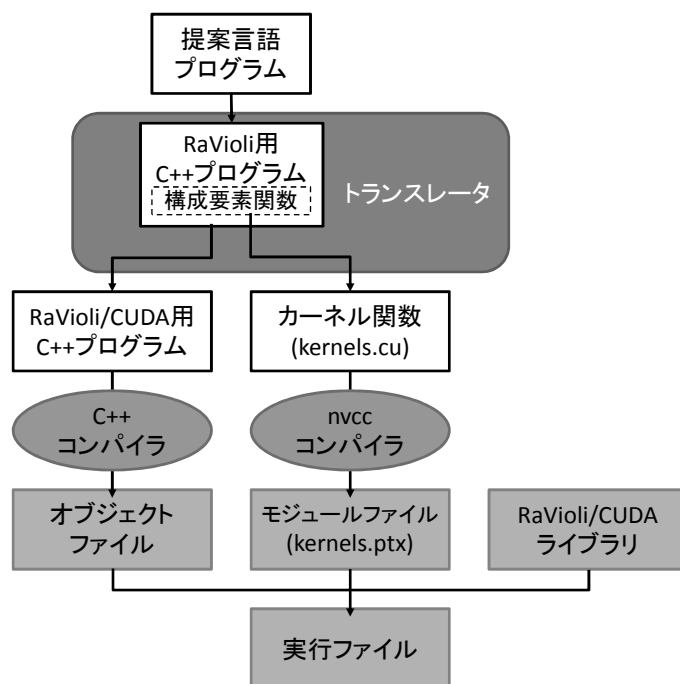 提案言語
プログラム
RaVioli用
C++プログラム
構成要素関数
トランスレータ
RaVioli/CUDA用
C++プログラム
カーネル関数
(kernels.cu)
C++
コンパイラ
nvcc
コンパイラ
オブジェクト
ファイル
モジュールファイル
(kernels.ptx)
RaVioli/CUDA
ライブラリ
実行ファイル